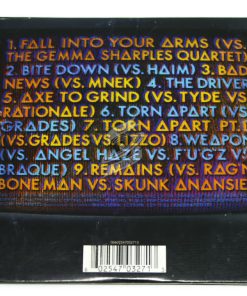 1. FALL INTO YOUR ARMS (VS.
THE GEMMA SHARPLES QUARTET)
2. BITE DOWN (VS. HAIM) 3. BAD
NEWS (VS. MNEK) 4. THE DRIVER
5. AXE TO GRIND (VS. TYDE VS.
RATIONALE) 6. TORN APART (VS.
GRADES) 7. TORN APART, PT. II
(VS. GRADES VS. LIZZO) 8. WEAPON
(VS. ANGEL HAZE VS. F*U*G*Z VS.
BRAQUE) 9. REMAINS (VS. RAG'N'
BONE MAN VS. SKUNK ANANSIE)